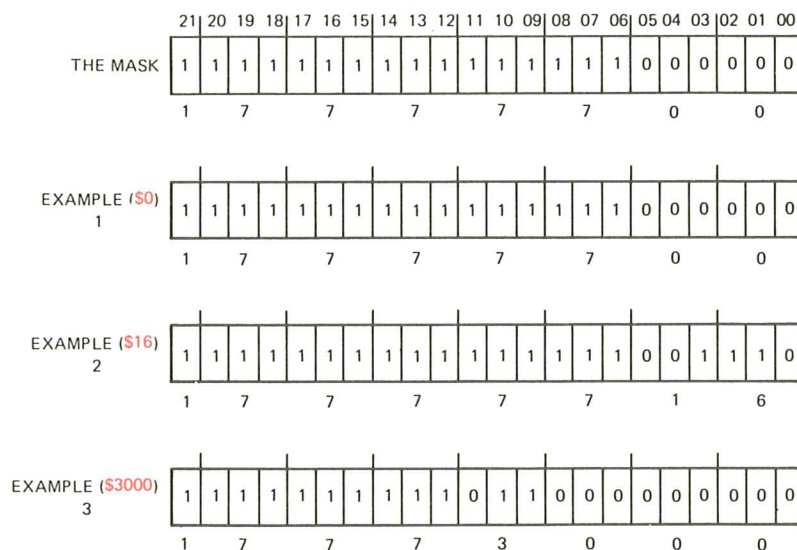 21 20 19 18 17 16 15 14 13 12 11 10 09 08 07 06 05 04 03 02 01 00
THE MASK 1 1 1 1 1 1 1 1 1 1 1 1 1 1 1 1 0 0 0 0 0 0
1 7 7 7 7 7 0 0
EXAMPLE ($0) 1 1 1 1 1 1 1 1 1 1 1 1 1 1 1 1 0 0 0 0 0 0
1
1 7 7 7 7 7 0 0
EXAMPLE ($16) 1 1 1 1 1 1 1 1 1 1 1 1 1 1 1 1 0 0 1 1 1 0
2
1 7 7 7 7 7 1 6
EXAMPLE ($3000) 1 1 1 1 1 1 1 1 1 1 0 1 1 0 0 0 0 0 0 0 0 0
3
1 7 7 7 3 0 0 0